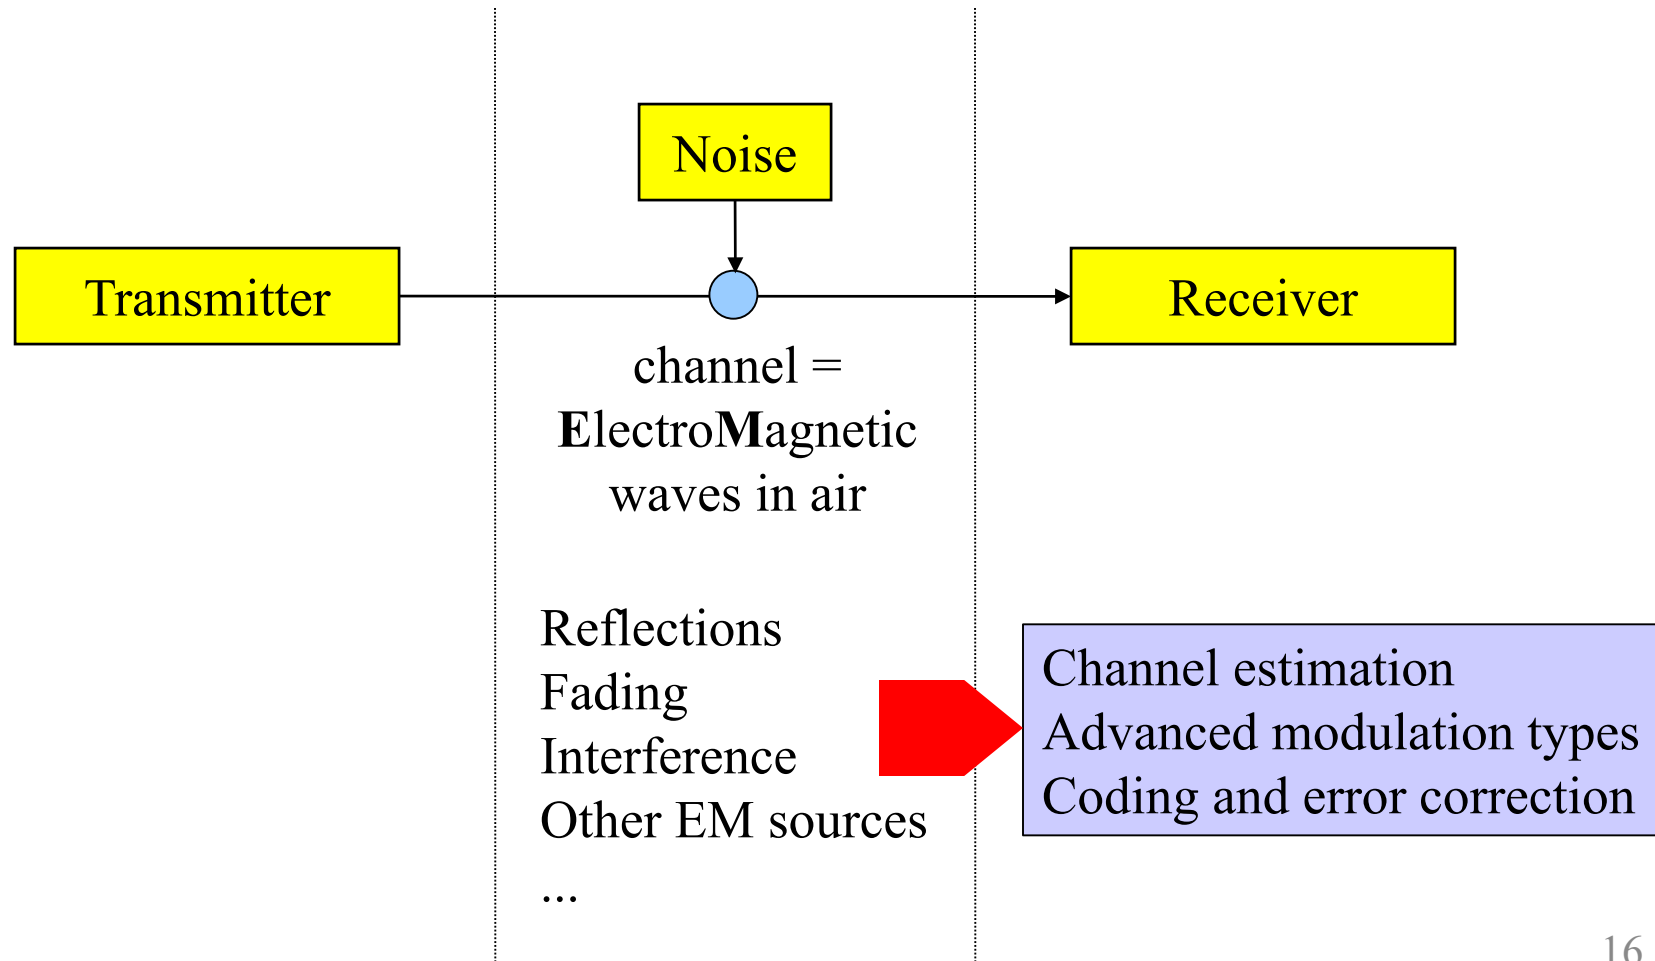 Noise
Transmitter
Receiver
channel =
ElectroMagnetic
waves in air
Reflections
Fading
Interference
Other EM sources
...
Channel estimation
Advanced modulation types
Coding and error correction
16